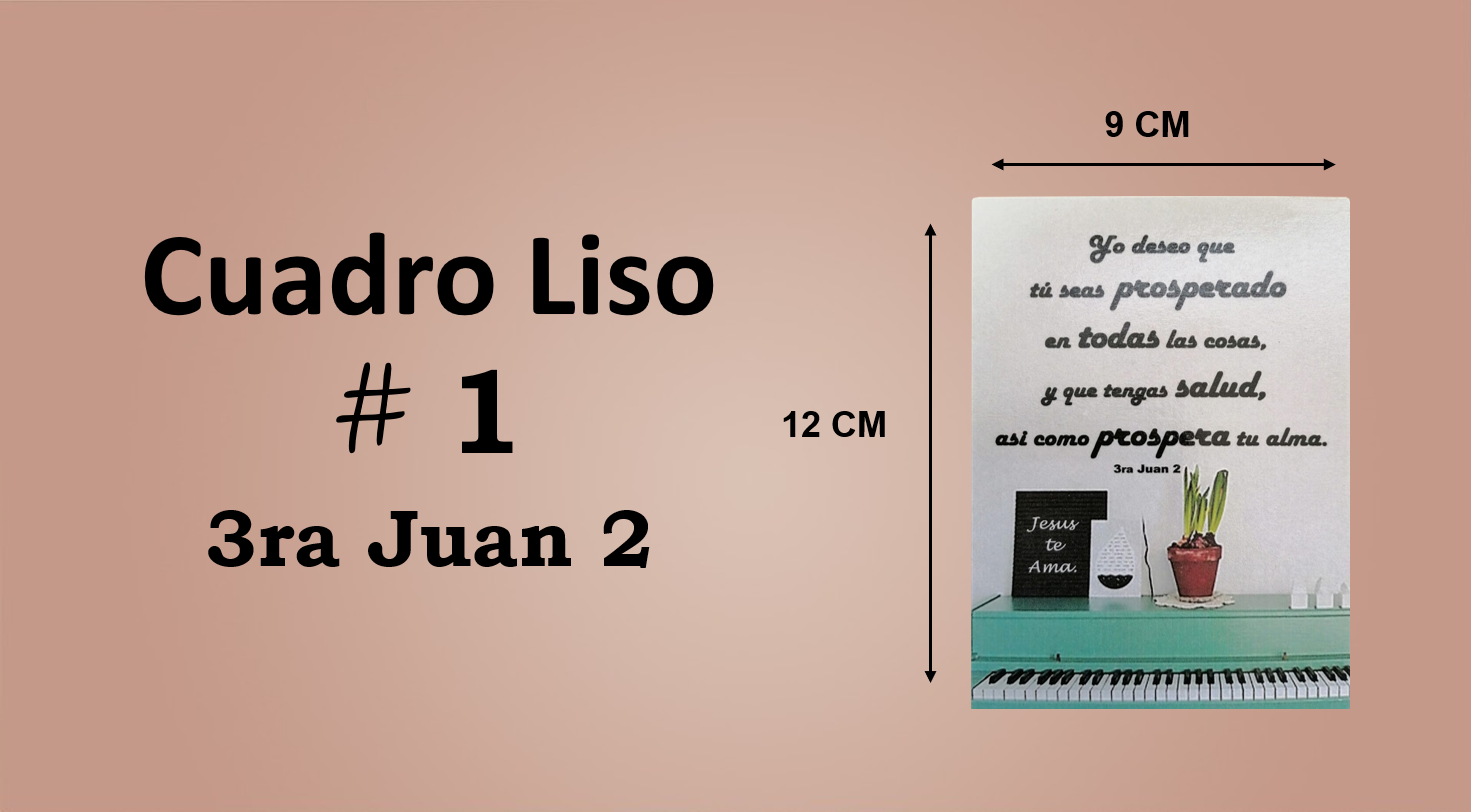 Cuadro Liso
# 1
3ra Juan 2
9 CM
12 CM
Yo deseo que
tú seas prosperado
en todas las cosas,
y que tengas salud,
asi como prospera tu alma.
3ra Juan 2
Jesus
te
Ama.